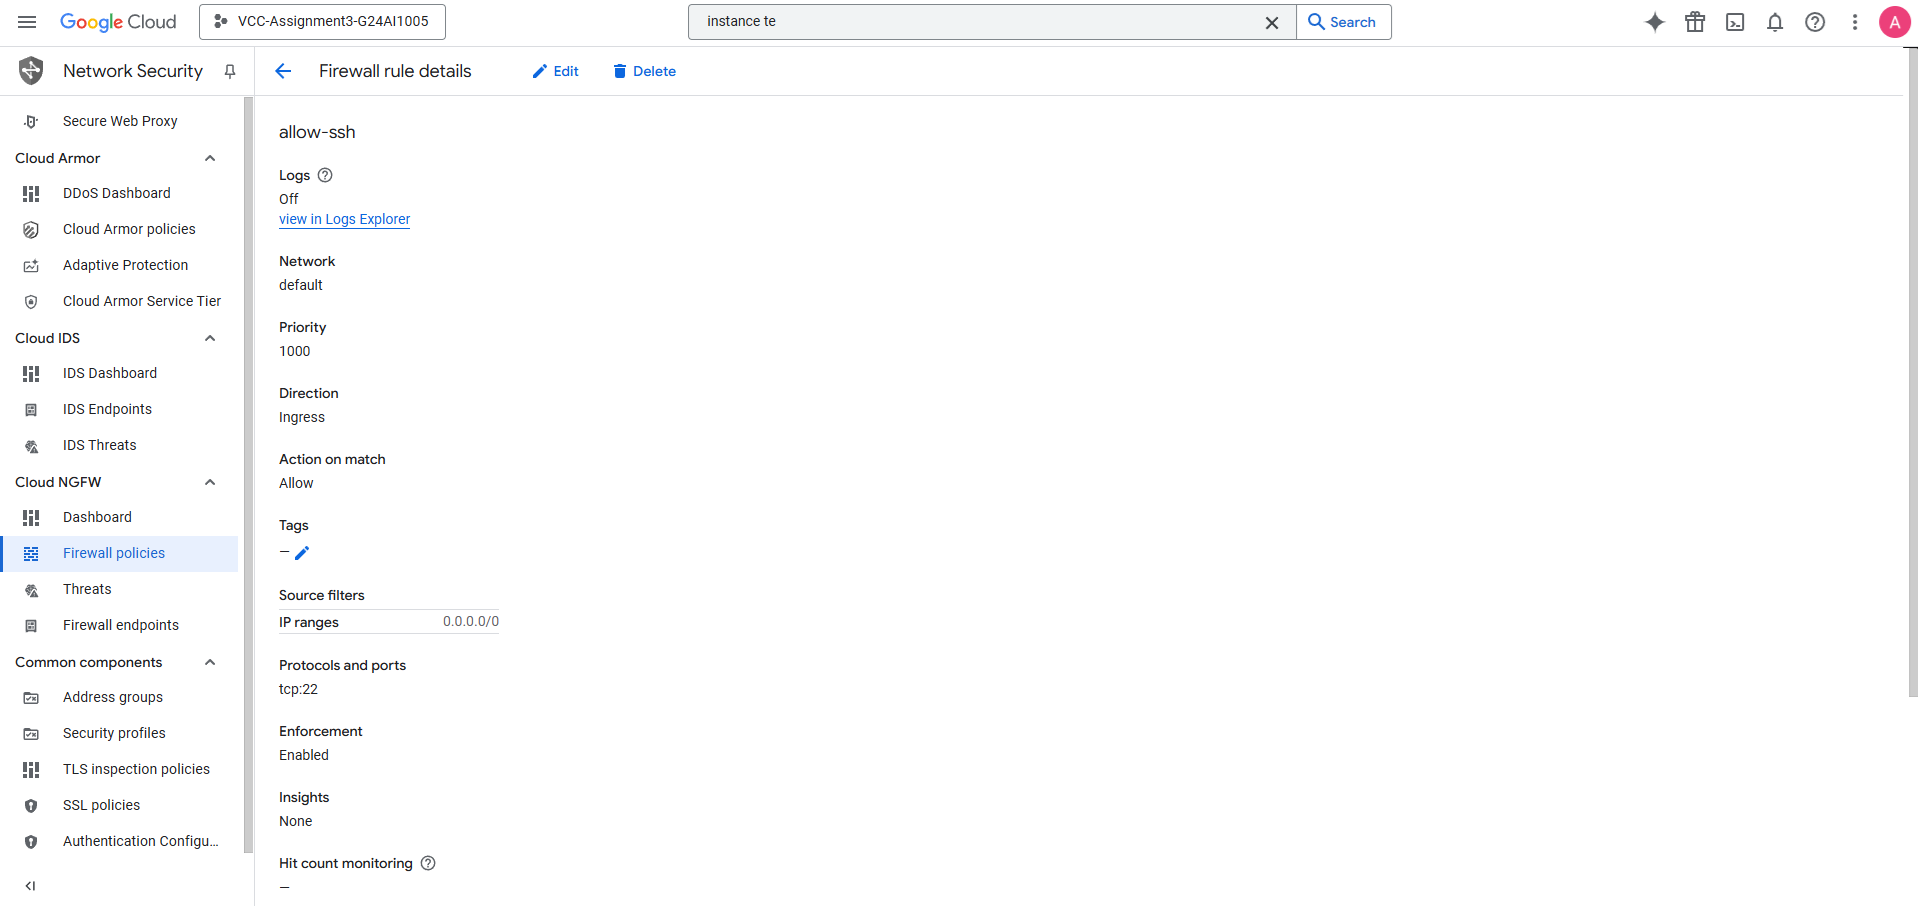 Google Cloud
VCC-Assignment3-G24AI1005
instance te
Search
A
Network Security
Firewall rule details
Edit
Delete
Secure Web Proxy
Cloud Armor
DDoS Dashboard
Cloud Armor policies
Adaptive Protection
Cloud Armor Service Tier
Cloud IDS
IDS Dashboard
IDS Endpoints
IDS Threats
Cloud NGFW
Dashboard
Firewall policies
Threats
Firewall endpoints
Common components
Address groups
Security profiles
TLS inspection policies
SSL policies
Authentication Configu...
allow-ssh
Logs
Off
view in Logs Explorer
Network
default
Priority
1000
Direction
Ingress
Action on match
Allow
Tags
—
Source filters
IP ranges 0.0.0.0/0
Protocols and ports
tcp:22
Enforcement
Enabled
Insights
None
Hit count monitoring
—